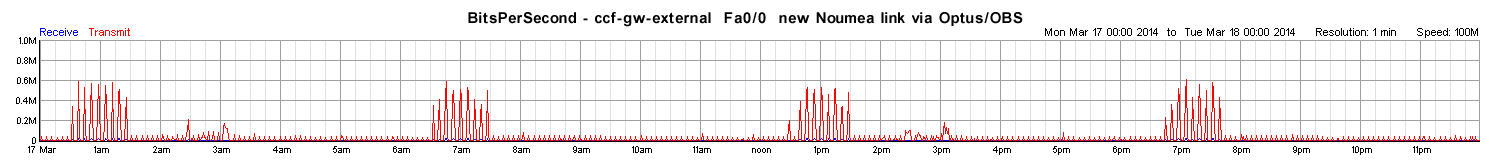 BitsPerSecond - ccf-gw-external Fa0/0 new Noumea link via Optus/OBS
Receive Transmit Mon Mar 17 00:00 2014 to Tue Mar 18 00:00 2014 Resolution: 1 min Speed: 100M
1.0M
0.8M
0.6M
0.4M
0.2M
0
17 Mar 1am 2am 3am 4am 5am 6am 7am 8am 9am 10am 11am noon 1pm 2pm 3pm 4pm 5pm 6pm 7pm 8pm 9pm 10pm 11pm